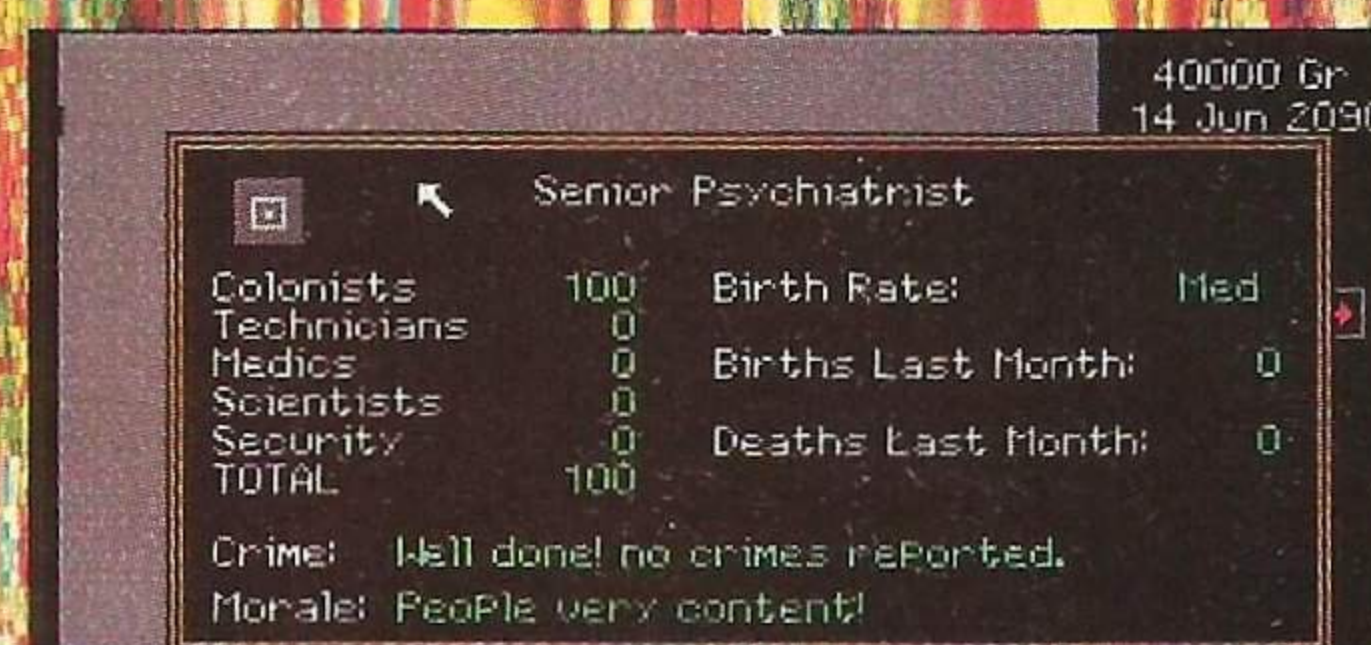 40000 Gr
14 Jun 2090
Senior Psychiatrist
Colonists 100 Birth Rate: Med
Technicians 0
Medics 0 Births Last Month: 0
Scientists 0
Security 0 Deaths Last Month: 0
TOTAL 100
Crime: Well done! no crimes rePorted.
Morale: PeoPle very content!